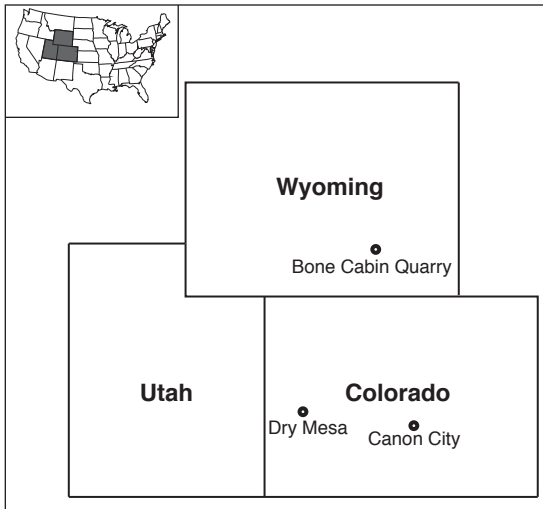 Wyoming
Bone Cabin Quarry
Utah
Colorado
Dry Mesa
Canon City